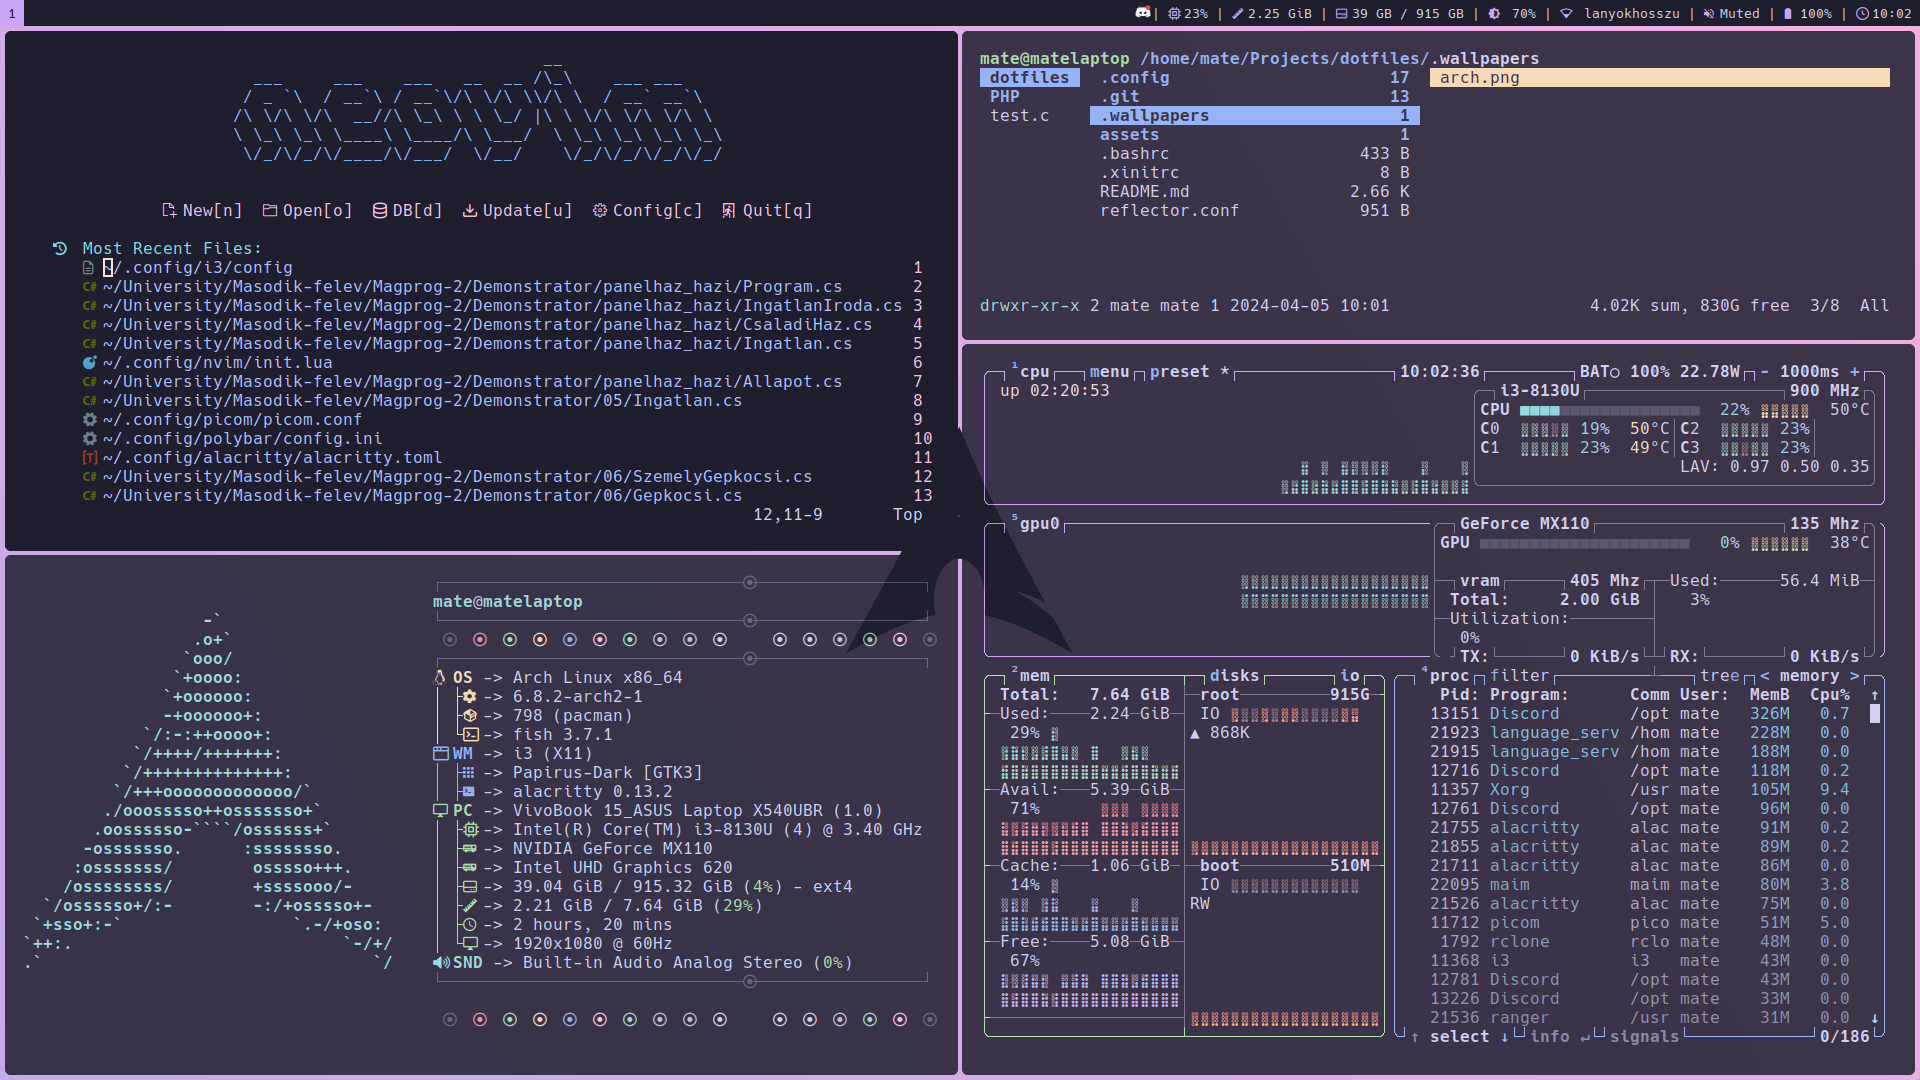 1
| 23% | 2.25 GiB | 39 GB / 915 GB | 70% | lanyokhosszu | Muted | 100% | 10:02
New[n] Open[o] DB[d] Update[u] Config[c] Quit[q]
Most Recent Files:
~/.config/i3/config 1
C# ~/University/Masodik-felev/Magprog-2/Demonstrator/panelhaz_hazi/Program.cs 2
C# ~/University/Masodik-felev/Magprog-2/Demonstrator/panelhaz_hazi/IngatlanIroda.cs 3
C# ~/University/Masodik-felev/Magprog-2/Demonstrator/panelhaz_hazi/CsaladiHaz.cs 4
C# ~/University/Masodik-felev/Magprog-2/Demonstrator/panelhaz_hazi/Ingatlan.cs 5
~/.config/nvim/init.lua 6
C# ~/University/Masodik-felev/Magprog-2/Demonstrator/panelhaz_hazi/Allapot.cs 7
C# ~/University/Masodik-felev/Magprog-2/Demonstrator/05/Ingatlan.cs 8
~/.config/picom/picom.conf 9
~/.config/polybar/config.ini 10
[T] ~/.config/alacritty/alacritty.toml 11
C# ~/University/Masodik-felev/Magprog-2/Demonstrator/06/SzemelyGepkocsi.cs 12
C# ~/University/Masodik-felev/Magprog-2/Demonstrator/06/Gepkocsi.cs 13
12,11-9 Top
mate@matelaptop
OS -> Arch Linux x86_64
-> 6.8.2-arch2-1
-> 798 (pacman)
-> fish 3.7.1
WM -> i3 (X11)
-> Papirus-Dark [GTK3]
-> alacritty 0.13.2
PC -> VivoBook 15_ASUS Laptop X540UBR (1.0)
-> Intel(R) Core(TM) i3-8130U (4) @ 3.40 GHz
-> NVIDIA GeForce MX110
-> Intel UHD Graphics 620
-> 39.04 GiB / 915.32 GiB (4%) - ext4
-> 2.21 GiB / 7.64 GiB (29%)
-> 2 hours, 20 mins
-> 1920x1080 @ 60Hz
SND -> Built-in Audio Analog Stereo (0%)
mate@matelaptop /home/mate/Projects/dotfiles/.wallpapers
dotfiles .config 17 arch.png
PHP .git 13
test.c .wallpapers 1
assets 1
.bashrc 433 B
.xinitrc 8 B
README.md 2.66 K
reflector.conf 951 B
drwxr-xr-x 2 mate mate 1 2024-04-05 10:01 4.02K sum, 830G free 3/8 All
¹cpu menu preset * 10:02:36 BAT○ 100% 22.78W - 1000ms +
up 02:20:53 i3-8130U 900 MHz
CPU 22% 50°C
C0 19% 50°C C2 23%
C1 23% 49°C C3 23%
LAV: 0.97 0.50 0.35
⁵gpu0 GeForce MX110 135 Mhz
GPU 0% 38°C
vram 405 Mhz Used: 56.4 MiB
Total: 2.00 GiB 3%
Utilization:
0%
TX: 0 KiB/s RX: 0 KiB/s
²mem disks io
Total: 7.64 GiB root 915G
Used: 2.24 GiB IO
29% ▲ 868K
Avail: 5.39 GiB
71%
Cache: 1.06 GiB boot 510M
14% IO
RW
Free: 5.08 GiB
67%
⁴proc filter tree < memory >
Pid: Program: Comm User: MemB Cpu% ↑
13151 Discord /opt mate 326M 0.7
21923 language_serv /hom mate 228M 0.0
21915 language_serv /hom mate 188M 0.0
12716 Discord /opt mate 118M 0.2
11357 Xorg /usr mate 105M 9.4
12761 Discord /opt mate 96M 0.0
21755 alacritty alac mate 91M 0.2
21855 alacritty alac mate 89M 0.2
21711 alacritty alac mate 86M 0.0
22095 maim maim mate 80M 3.8
21526 alacritty alac mate 75M 0.0
11712 picom pico mate 51M 5.0
1792 rclone rclo mate 48M 0.0
11368 i3 i3 mate 43M 0.0
12781 Discord /opt mate 43M 0.0
13226 Discord /opt mate 33M 0.0
21536 ranger /usr mate 31M 0.0 ↓
↑ select ↓ info ↵ signals 0/186